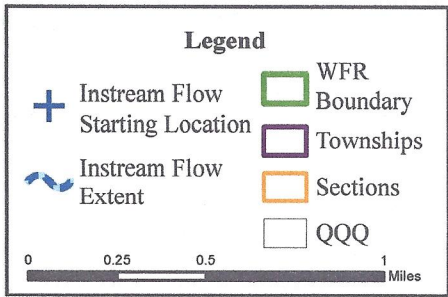 Legend
Instream Flow
Starting Location
Instream Flow
Extent
WFR
Boundary
Townships
Sections
QQQ
0 0.25 0.5 1
Miles